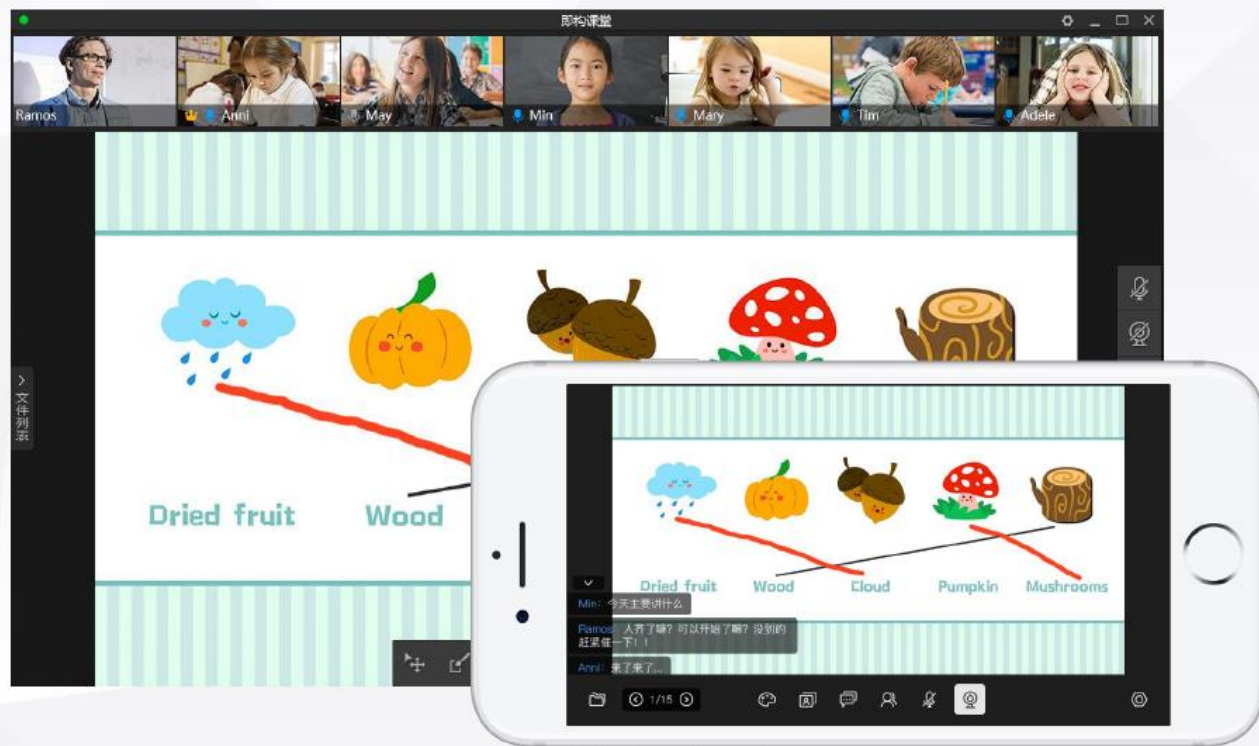 即构课堂
Ramos
Anni
May
Min
Mary
Tim
Adele
文件列表
Dried fruit
Wood
Dried fruit
Wood
Cloud
Pumpkin
Mushrooms
Min: 今天主要讲什么
Ramos: 人齐了嘛？可以开始了嘛？没到的
赶紧催一下！！
Anni: 来了来了...
1/15